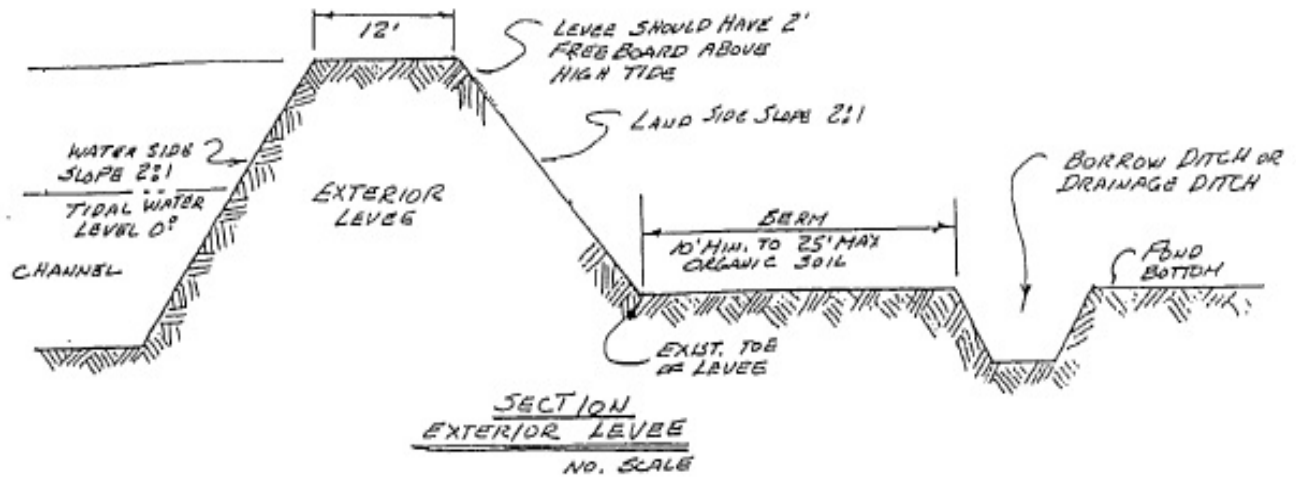 12'
LEVEE SHOULD HAVE 2'
FREEBOARD ABOVE
HIGH TIDE
LAND SIDE SLOPE 2:1
WATER SIDE
SLOPE 2:1
TIDAL WATER
LEVEL 0º
CHANNEL
EXTERIOR
LEVEE
BERM
10' MIN. TO 25' MAX
ORGANIC SOIL
BORROW DITCH OR
DRAINAGE DITCH
POND
BOTTOM
EXIST. TOE
OF LEVEE
SECTION
EXTERIOR LEVEE
NO. SCALE